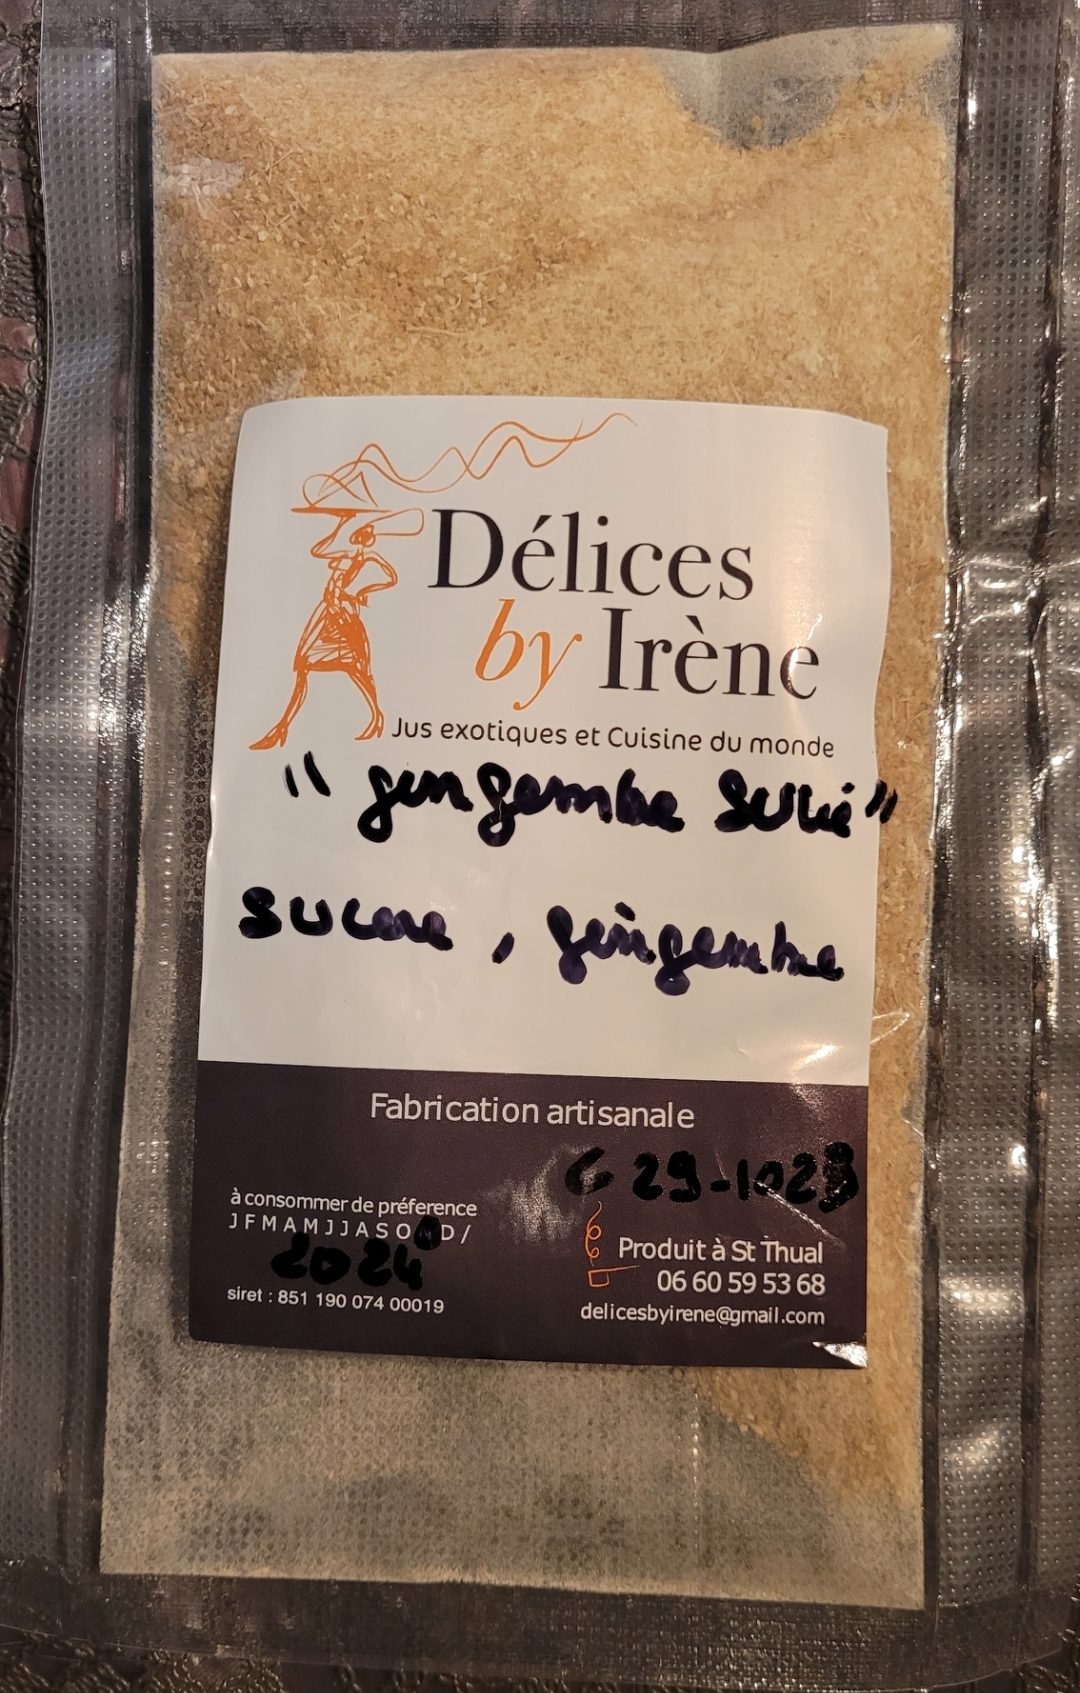 Délices
by Irène
Jus exotiques et Cuisine du monde
" gingembre Sucré "
sucre, gingembre
Fabrication artisanale
29-1023
à consommer de préference
J F M A M J J A S O N D /
2024
siret : 851 190 074 00019
Produit à St Thual
06 60 59 53 68
delicesbyirene@gmail.com